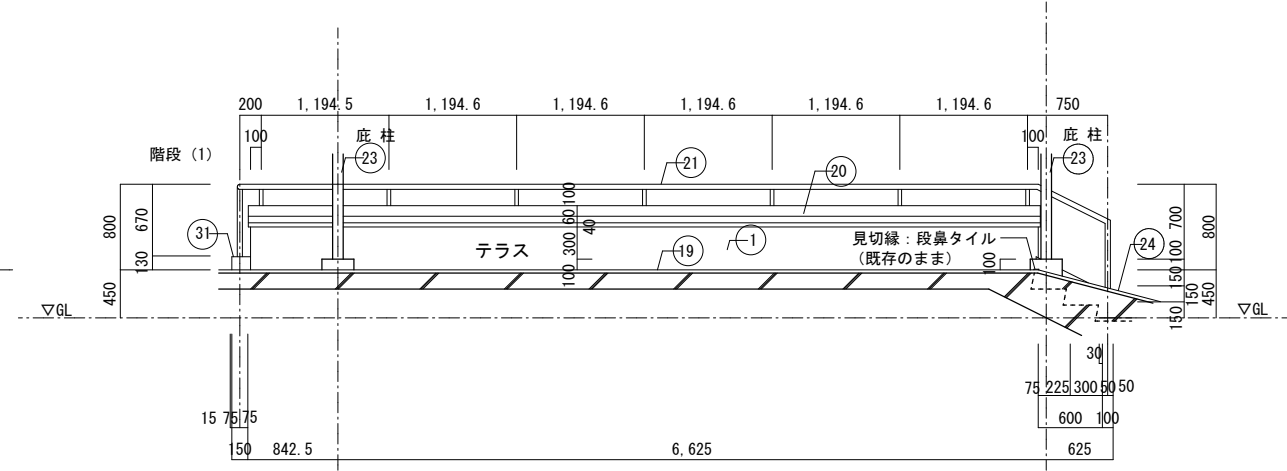 200 1,194.5 1,194.6 1,194.6 1,194.6 1,194.6 1,194.6 750
100 庇 柱 100 庇 柱
階段 (1) 23 21 20 23
800 670 130 450
31
100 60 40 300 100
テラス 19 1
見切縁：段鼻タイル
(既存のまま)
100
24
700 100 150 150 800 150 450
▽GL ▽GL
30
75 225 300 50 50
15 75 75 600 100
150 842.5 6,625 625